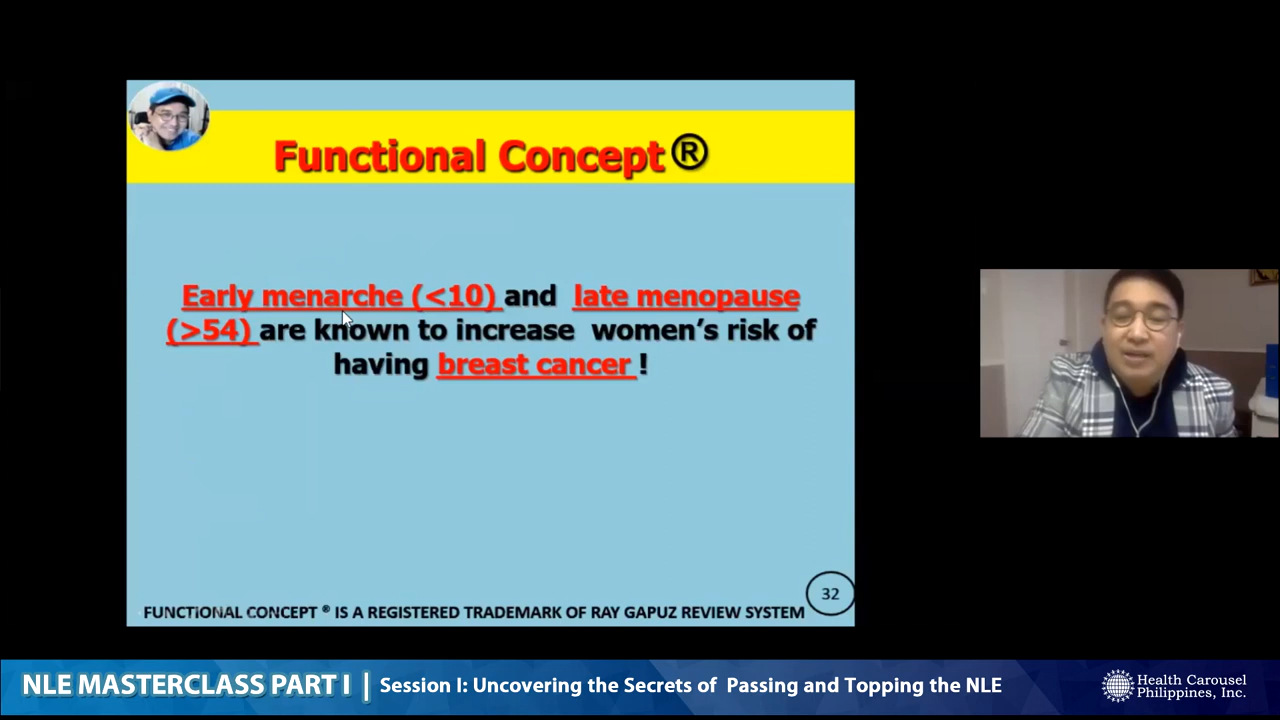 Functional Concept®
Early menarche (<10) and late menopause
(>54) are known to increase women’s risk of
having breast cancer !
32
FUNCTIONAL CONCEPT ® IS A REGISTERED TRADEMARK OF RAY GAPUZ REVIEW SYSTEM
NLE MASTERCLASS PART I | Session I: Uncovering the Secrets of Passing and Topping the NLE
Health Carousel
Philippines, Inc.